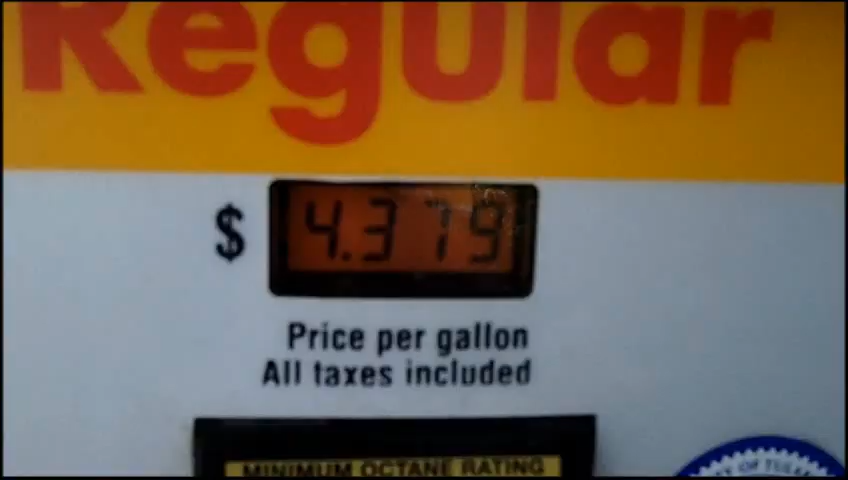 Regular
$ 4.379
Price per gallon
All taxes included
MINIMUM OCTANE RATING